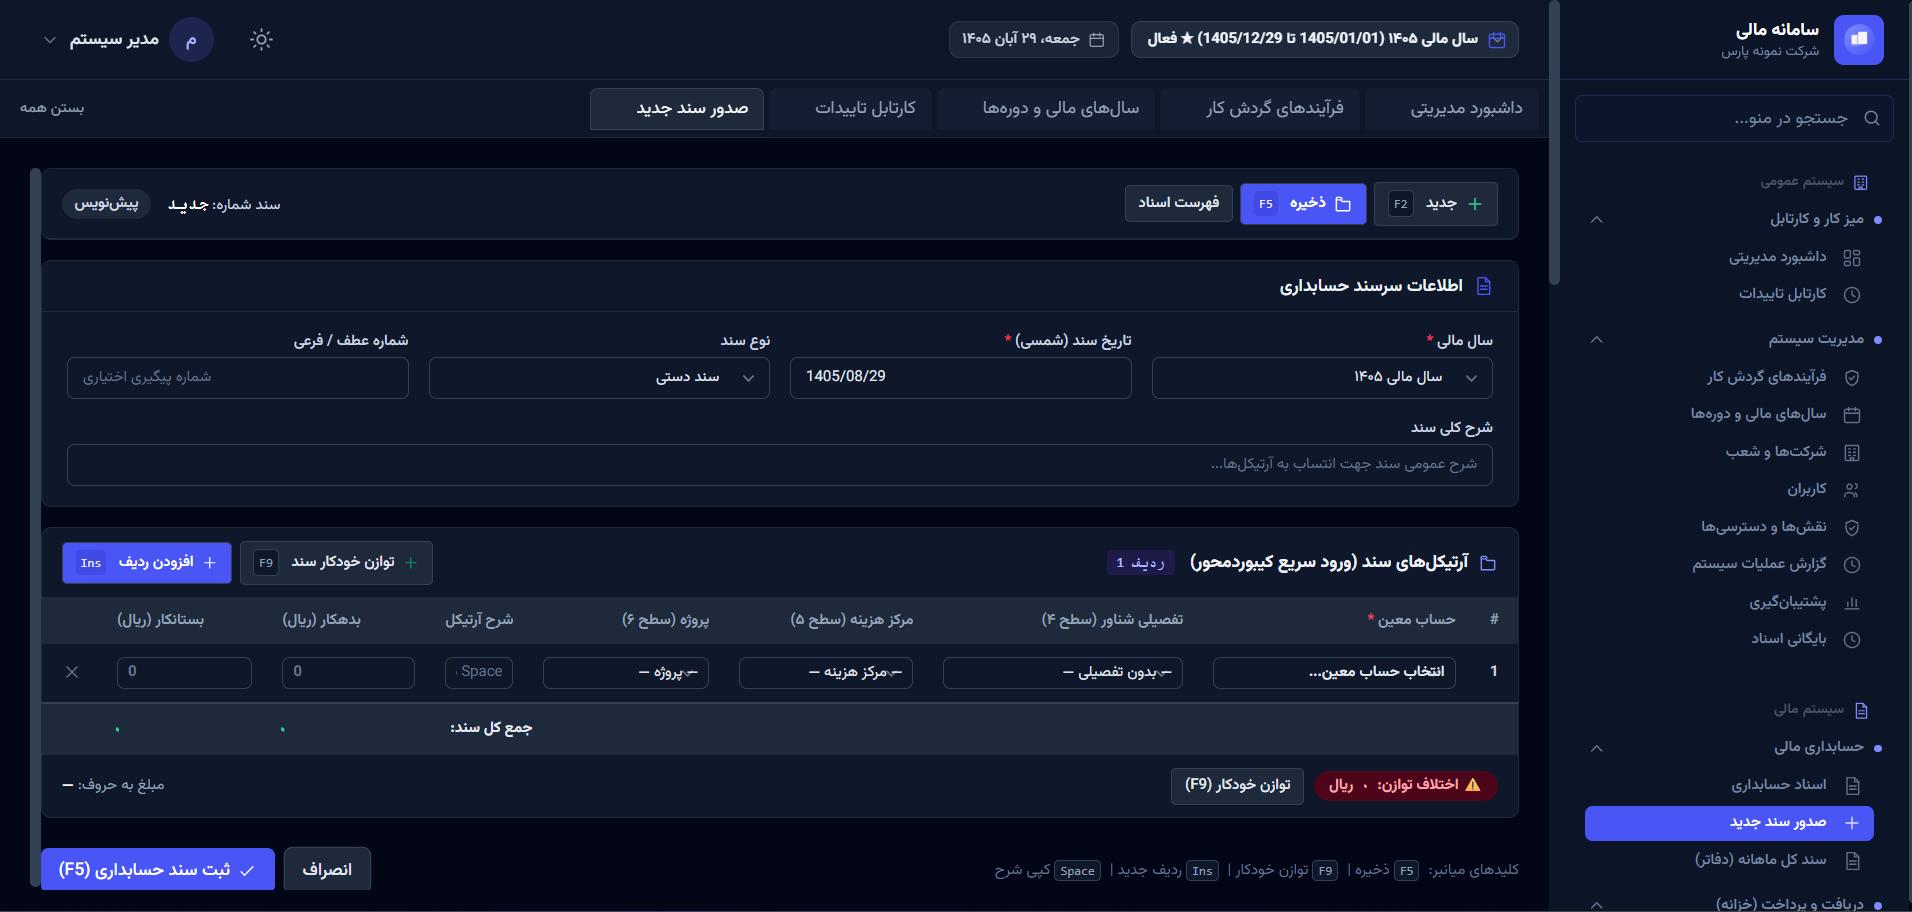 سامانه مالی
شرکت نمونه پارس
جستجو در منو...
سیستم عمومی
میز کار و کارتابل
داشبورد مدیریتی
کارتابل تاییدات
مدیریت سیستم
فرآیندهای گردش کار
سال‌های مالی و دوره‌ها
شرکت‌ها و شعب
کاربران
نقش‌ها و دسترسی‌ها
گزارش عملیات سیستم
پشتیبان‌گیری
بایگانی اسناد
سیستم مالی
حسابداری مالی
اسناد حسابداری
صدور سند جدید
سند کل ماهانه (دفاتر)
دریافت و پرداخت (خزانه)
سال مالی ۱۴۰۵ (1405/01/01 تا 1405/12/29) ★ فعال
جمعه، ۲۹ آبان ۱۴۰۵
م مدیر سیستم
داشبورد مدیریتی فرآیندهای گردش کار سال‌های مالی و دوره‌ها کارتابل تاییدات صدور سند جدید بستن همه
جدید F2 ذخیره F5 فهرست اسناد سند شماره: جدید پیش‌نویس
اطلاعات سرسند حسابداری
سال مالی * تاریخ سند (شمسی) * نوع سند شماره عطف / فرعی
سال مالی ۱۴۰۵ 1405/08/29 سند دستی شماره پیگیری اختیاری
شرح کلی سند
شرح عمومی سند جهت انتساب به آرتیکل‌ها...
آرتیکل‌های سند (ورود سریع کیبوردمحور) 1 ردیف توازن خودکار سند F9 افزودن ردیف Ins
# حساب معین * تفصیلی شناور (سطح ۴) مرکز هزینه (سطح ۵) پروژه (سطح ۶) شرح آرتیکل بدهکار (ریال) بستانکار (ریال)
1 انتخاب حساب معین... — بدون تفصیلی — — مرکز هزینه — — پروژه — Space 0 0
جمع کل سند: ۰ ۰
اختلاف توازن: ۰ ریال توازن خودکار (F9) مبلغ به حروف: —
کلیدهای میانبر: F5 ذخیره | F9 توازن خودکار | Ins ردیف جدید | Space کپی شرح
انصراف ثبت سند حسابداری (F5)